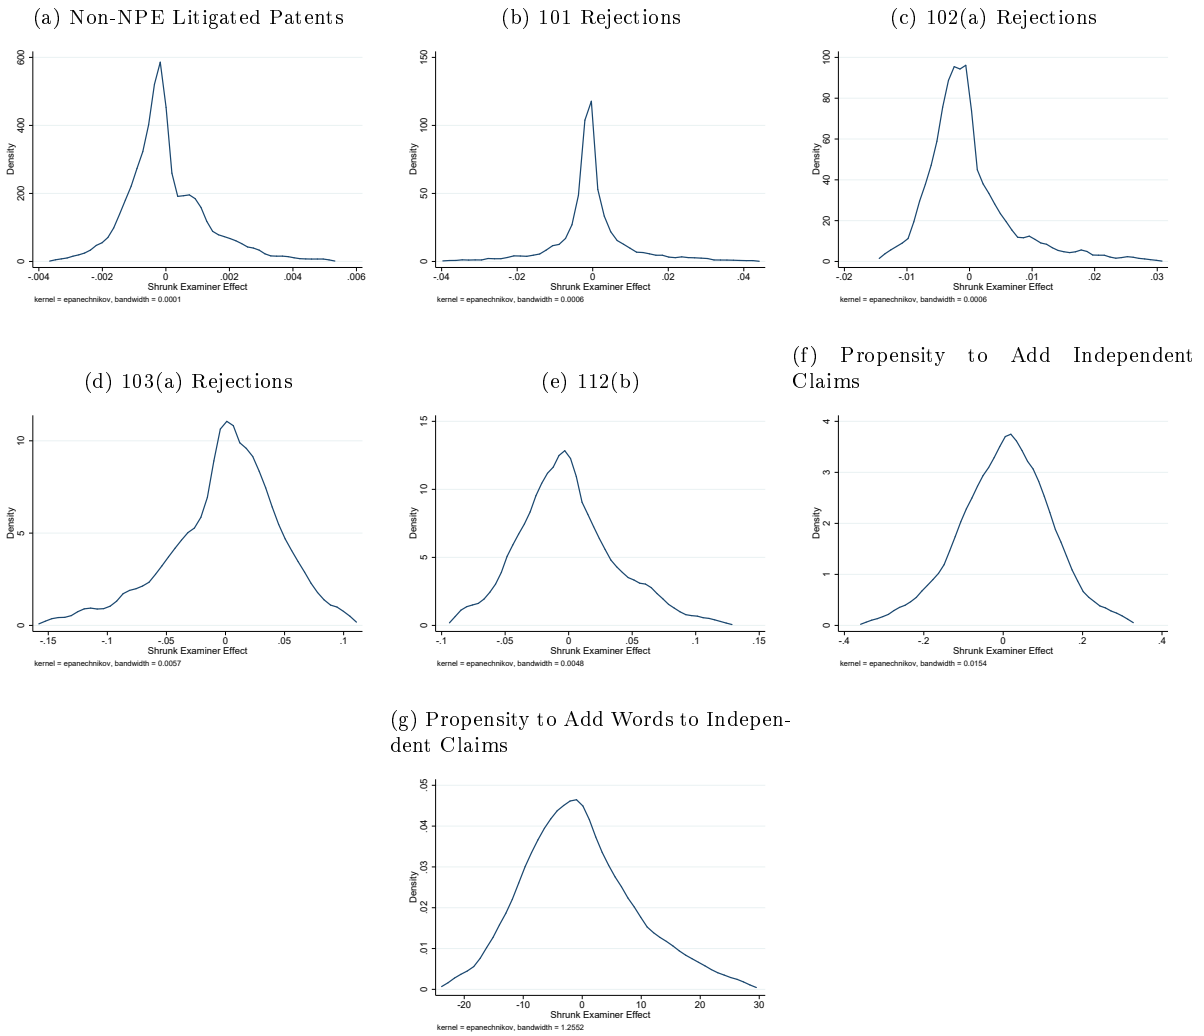 (a) Non-NPE Litigated Patents
600
400
200
0
Density
-.004 -.002 0 .002 .004 .006
Shrunk Examiner Effect
kernel = epanechnikov, bandwidth = 0.0001
(b) 101 Rejections
150
100
50
0
Density
-.04 -.02 0 .02 .04
Shrunk Examiner Effect
kernel = epanechnikov, bandwidth = 0.0006
(c) 102(a) Rejections
100
80
60
40
20
0
Density
-.02 -.01 0 .01 .02 .03
Shrunk Examiner Effect
kernel = epanechnikov, bandwidth = 0.0006
(d) 103(a) Rejections
10
5
0
Density
-.15 -.1 -.05 0 .05 .1
Shrunk Examiner Effect
kernel = epanechnikov, bandwidth = 0.0057
(e) 112(b)
15
10
5
0
Density
-.1 -.05 0 .05 .1 .15
Shrunk Examiner Effect
kernel = epanechnikov, bandwidth = 0.0048
(f) Propensity to Add Independent
Claims
4
3
2
1
0
Density
-.4 -.2 0 .2 .4
Shrunk Examiner Effect
kernel = epanechnikov, bandwidth = 0.0154
(g) Propensity to Add Words to Indepen-
dent Claims
.05
.04
.03
.02
.01
0
Density
-20 -10 0 10 20 30
Shrunk Examiner Effect
kernel = epanechnikov, bandwidth = 1.2552